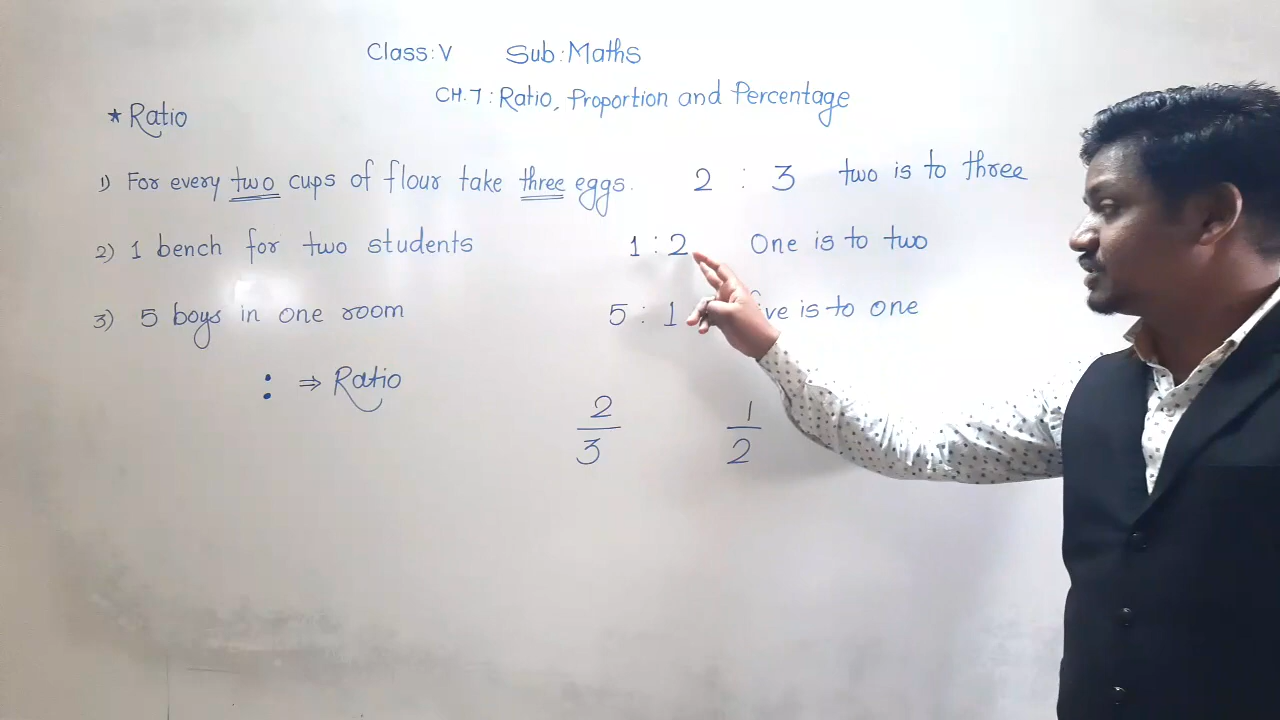 Class: V Sub: Maths
CH. 7: Ratio, Proportion and Percentage
★ Ratio
1) For every two cups of flour take three eggs. 2 : 3 two is to three
2) 1 bench for two students 1 : 2 One is to two
3) 5 boys in one room 5 : 1 is to one
: ⇒ Ratio
2/3 1/2